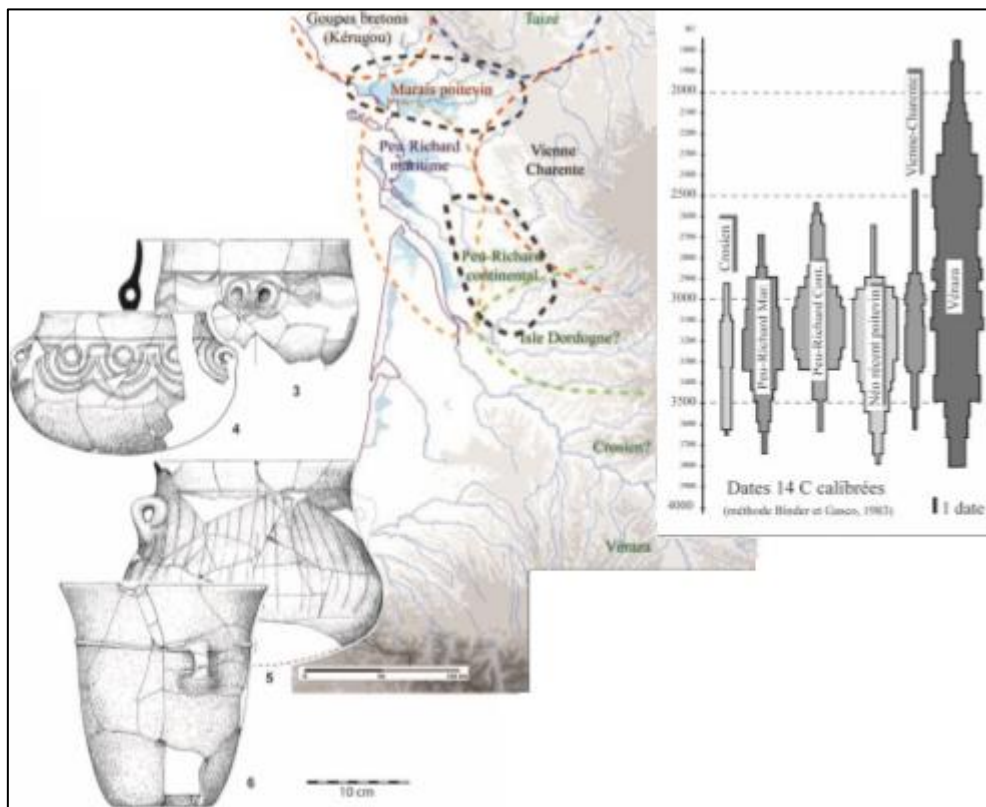 Goupes bretons
(Kérugou)
Taizé
Marais poitevin
Peu-Richard
maritime
Vienne
Charente
Peu-Richard
continental
Isle Dordogne?
Crosien?
Véraza
3
4
5
6
10 cm
2000
2500
3000
3500
4000
Crosien
Peu-Richard Mar.
Peu-Richard Cont.
Néo récent poitevin
Vienne-Charente
Véraza
Dates 14 C calibrées
(méthode Binder et Gasco, 1983)
1 date